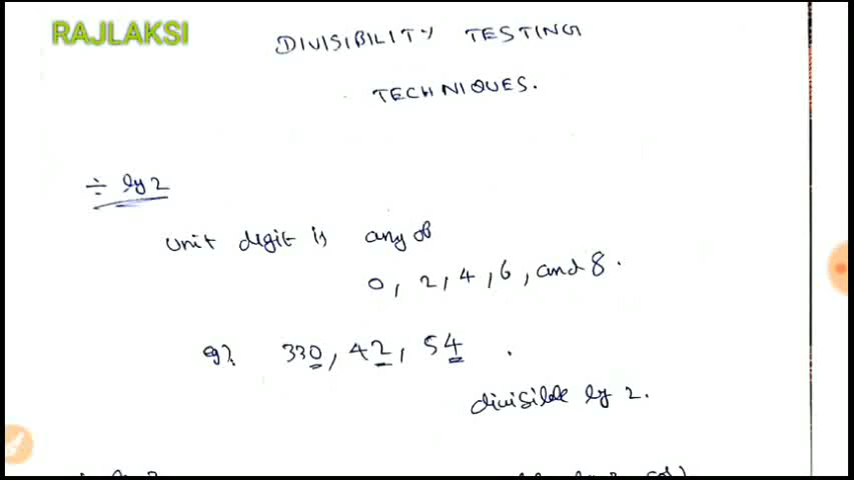 RAJLAKSI
DIVISIBILITY TESTING
TECHNIQUES.
÷ by 2
unit digit is any of
0, 2, 4, 6, and 8.
eg: 330, 42, 54.
divisible by 2.